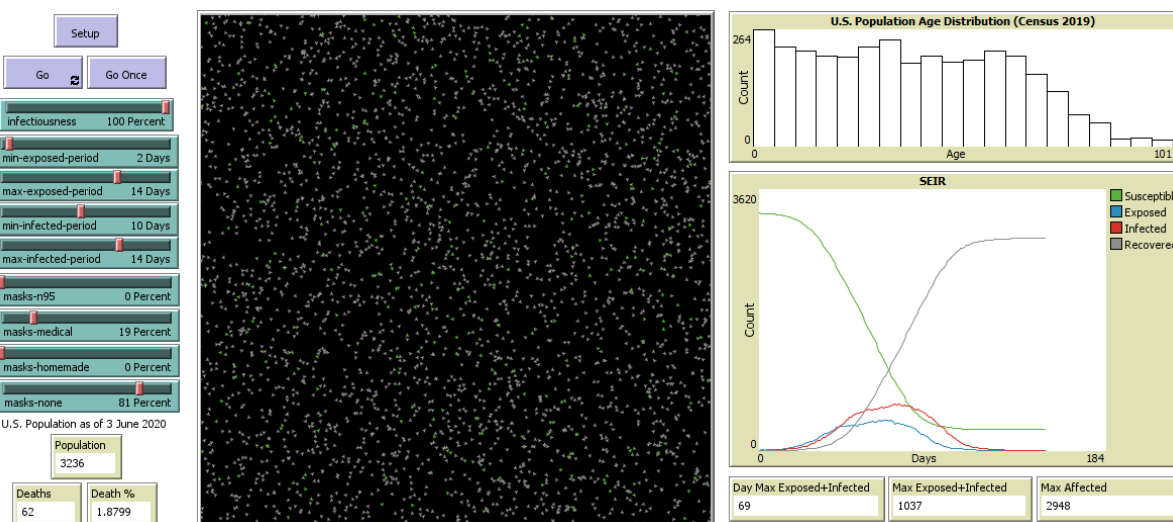 Setup
Go
Go Once
infectiousness 100 Percent
min-exposed-period 2 Days
max-exposed-period 14 Days
min-infected-period 10 Days
max-infected-period 14 Days
masks-n95 0 Percent
masks-medical 19 Percent
masks-homemade 0 Percent
masks-none 81 Percent
U.S. Population as of 3 June 2020
Population
3236
Deaths
62
Death %
1.8799
U.S. Population Age Distribution (Census 2019)
264
Count
0
0 Age 101
SEIR
3620
Count
0
0 Days 184
Susceptibl
Exposed
Infected
Recovered
Day Max Exposed+Infected
69
Max Exposed+Infected
1037
Max Affected
2948